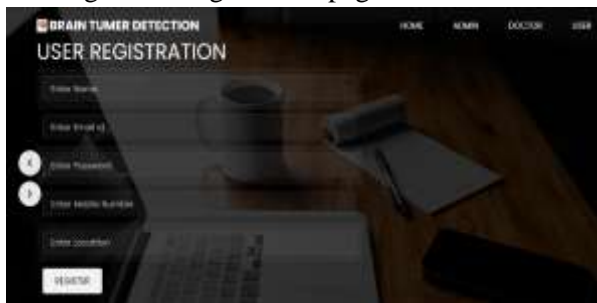 BRAIN TUMER DETECTION
HOME ADMIN DOCTOR USER
USER REGISTRATION
Enter Name
Enter Email id
Enter Password
Enter Mobile Number
Enter Location
REGISTER